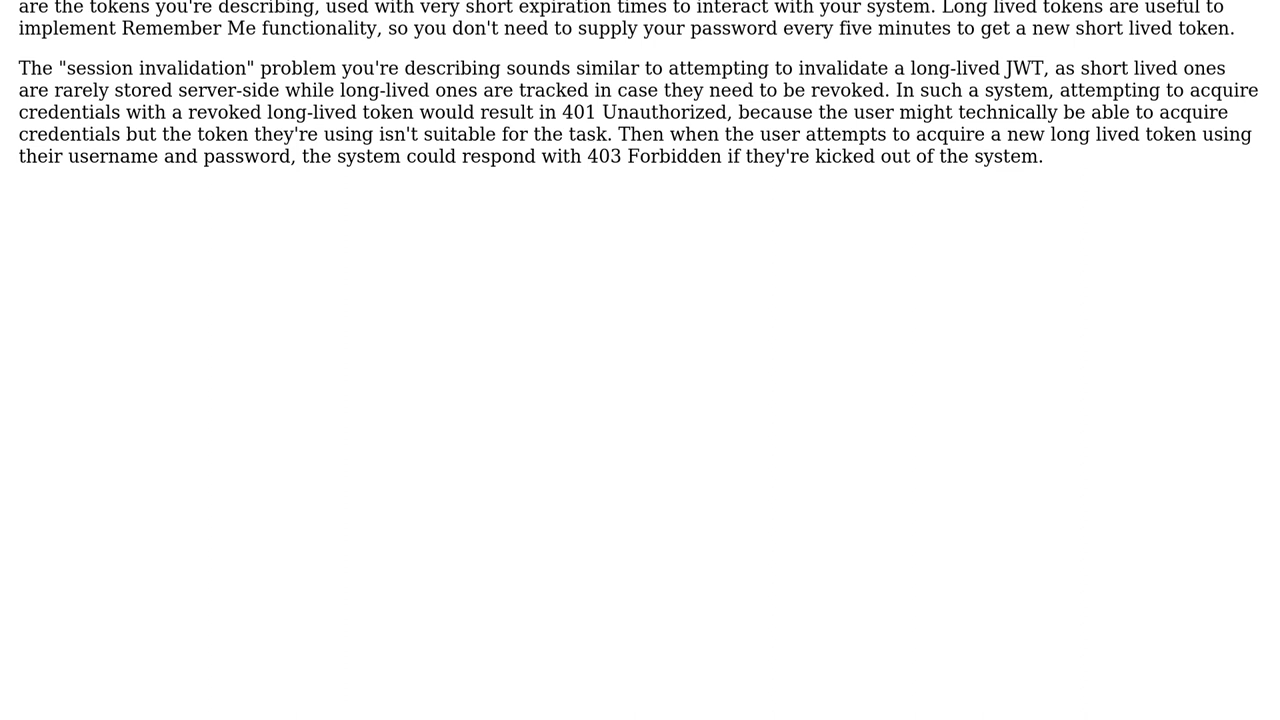 are the tokens you're describing, used with very short expiration times to interact with your system. Long lived tokens are useful to
implement Remember Me functionality, so you don't need to supply your password every five minutes to get a new short lived token.
The "session invalidation" problem you're describing sounds similar to attempting to invalidate a long-lived JWT, as short lived ones
are rarely stored server-side while long-lived ones are tracked in case they need to be revoked. In such a system, attempting to acquire
credentials with a revoked long-lived token would result in 401 Unauthorized, because the user might technically be able to acquire
credentials but the token they're using isn't suitable for the task. Then when the user attempts to acquire a new long lived token using
their username and password, the system could respond with 403 Forbidden if they're kicked out of the system.